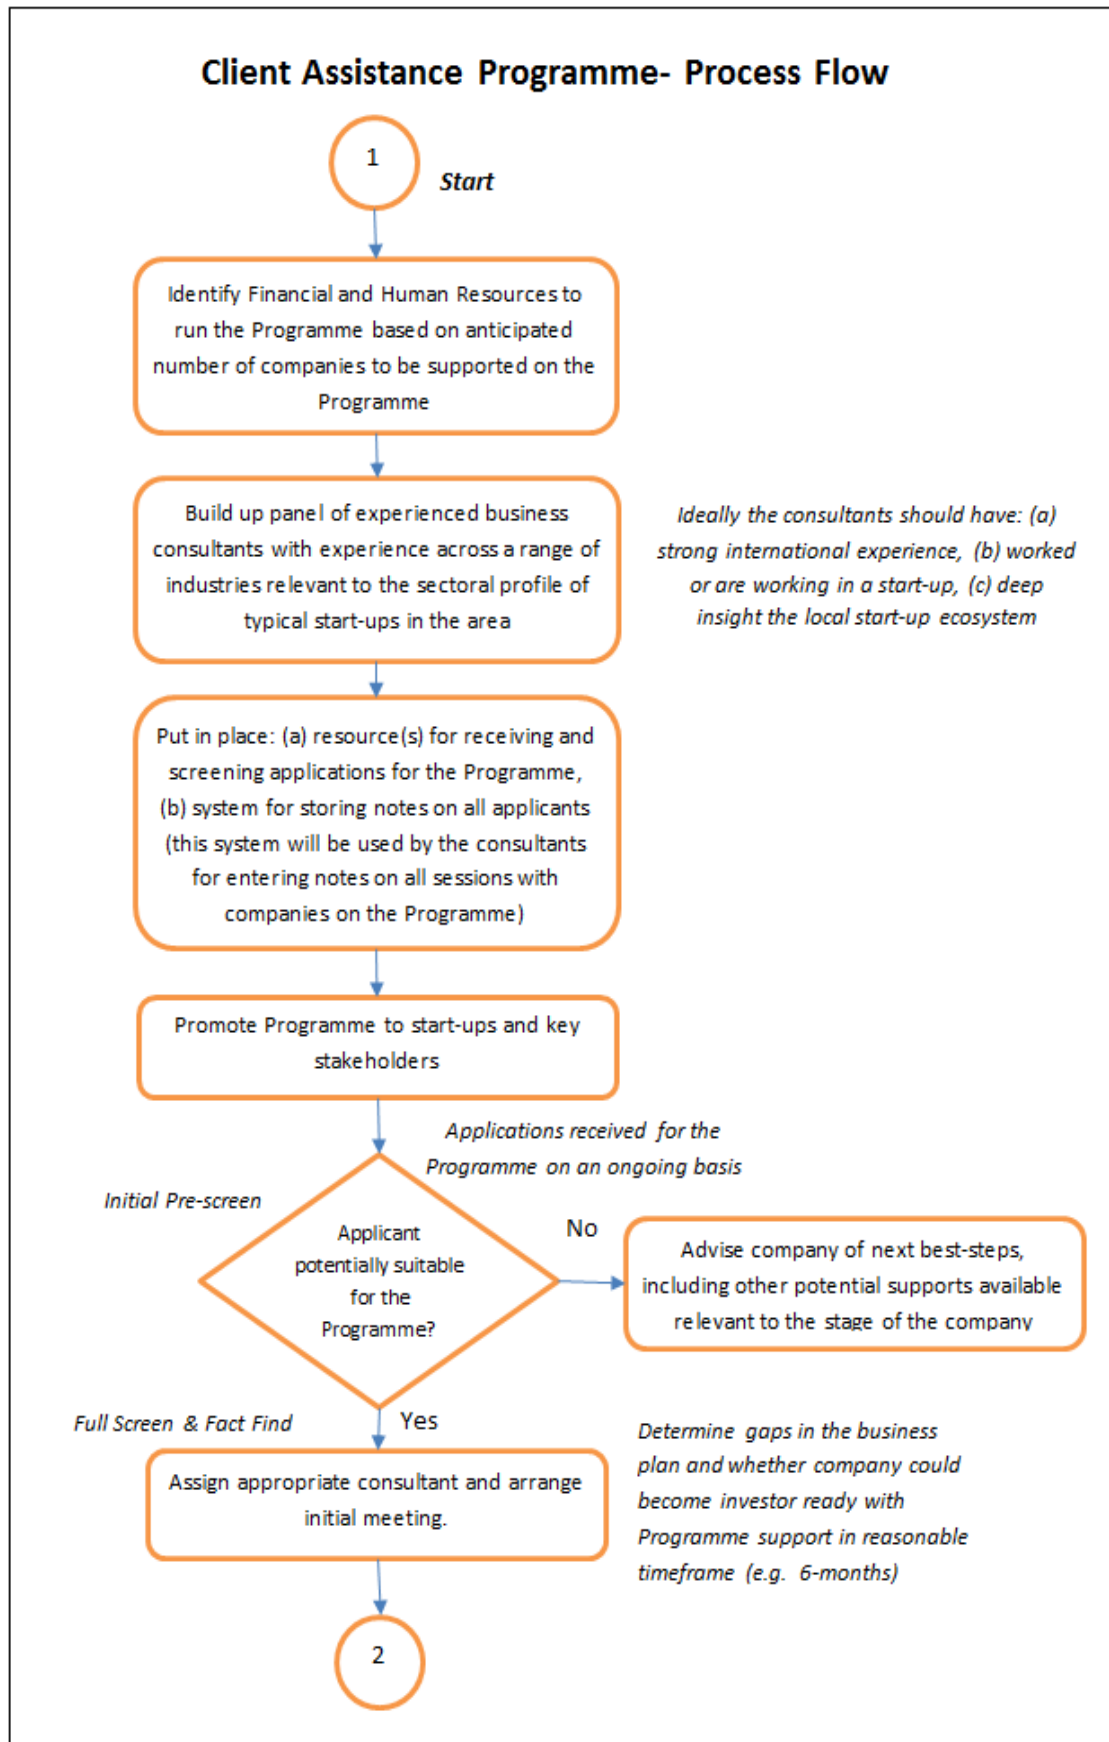 Client Assistance Programme- Process Flow
1
Start
Identify Financial and Human Resources to
run the Programme based on anticipated
number of companies to be supported on the
Programme
Build up panel of experienced business
consultants with experience across a range of
industries relevant to the sectoral profile of
typical start-ups in the area
Ideally the consultants should have: (a)
strong international experience, (b) worked
or are working in a start-up, (c) deep
insight the local start-up ecosystem
Put in place: (a) resource(s) for receiving and
screening applications for the Programme,
(b) system for storing notes on all applicants
(this system will be used by the consultants
for entering notes on all sessions with
companies on the Programme)
Promote Programme to start-ups and key
stakeholders
Applications received for the
Programme on an ongoing basis
Initial Pre-screen
Applicant
potentially suitable
for the
Programme?
No
Advise company of next best-steps,
including other potential supports available
relevant to the stage of the company
Full Screen & Fact Find
Yes
Assign appropriate consultant and arrange
initial meeting.
Determine gaps in the business
plan and whether company could
become investor ready with
Programme support in reasonable
timeframe (e.g. 6-months)
2